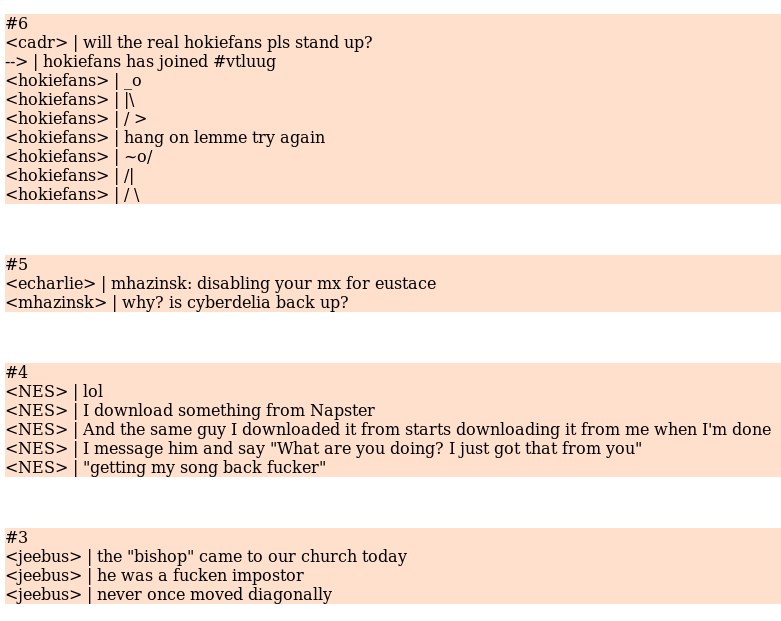 #6
<cadr> | will the real hokiefans pls stand up?
--> | hokiefans has joined #vtluug
<hokiefans> | _o
<hokiefans> | |\
<hokiefans> | / >
<hokiefans> | hang on lemme try again
<hokiefans> | ~o/
<hokiefans> | /|
<hokiefans> | / \
#5
<echarlie> | mhazinsk: disabling your mx for eustace
<mhazinsk> | why? is cyberdelia back up?
#4
<NES> | lol
<NES> | I download something from Napster
<NES> | And the same guy I downloaded it from starts downloading it from me when I'm done
<NES> | I message him and say "What are you doing? I just got that from you"
<NES> | "getting my song back fucker"
#3
<jeebus> | the "bishop" came to our church today
<jeebus> | he was a fucken impostor
<jeebus> | never once moved diagonally